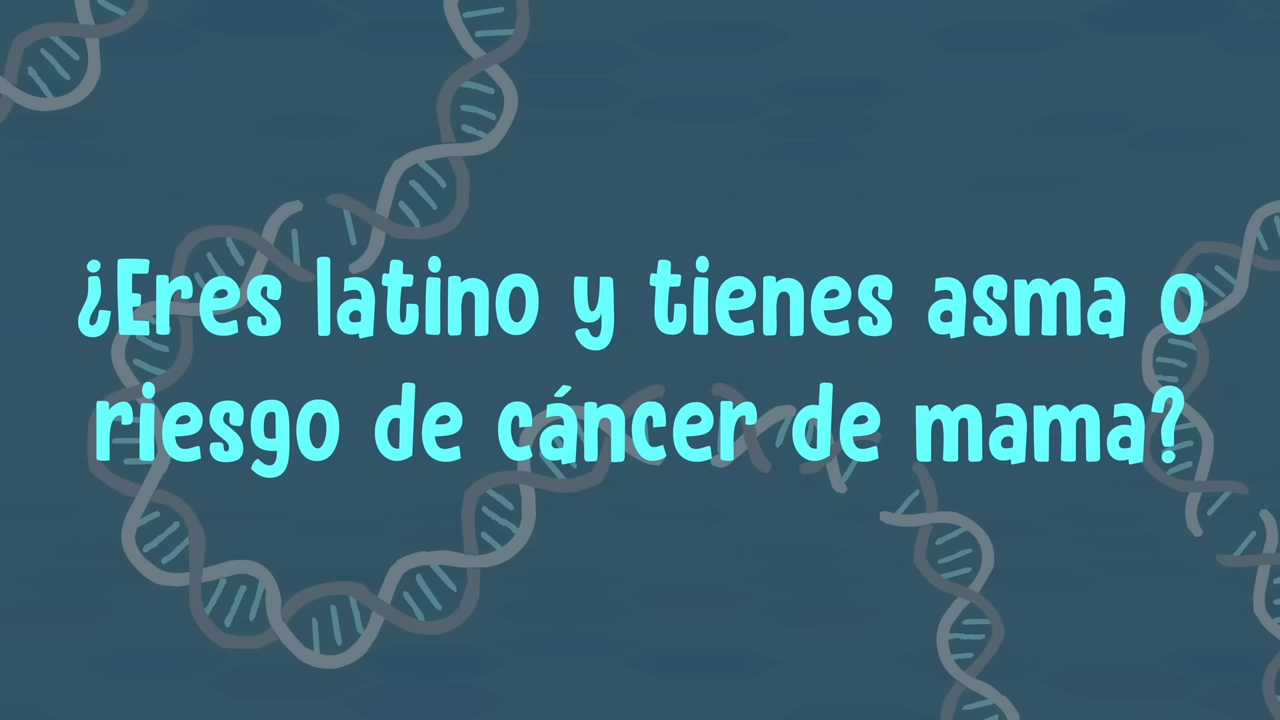 ¿Eres latino y tienes asma o
riesgo de cáncer de mama?